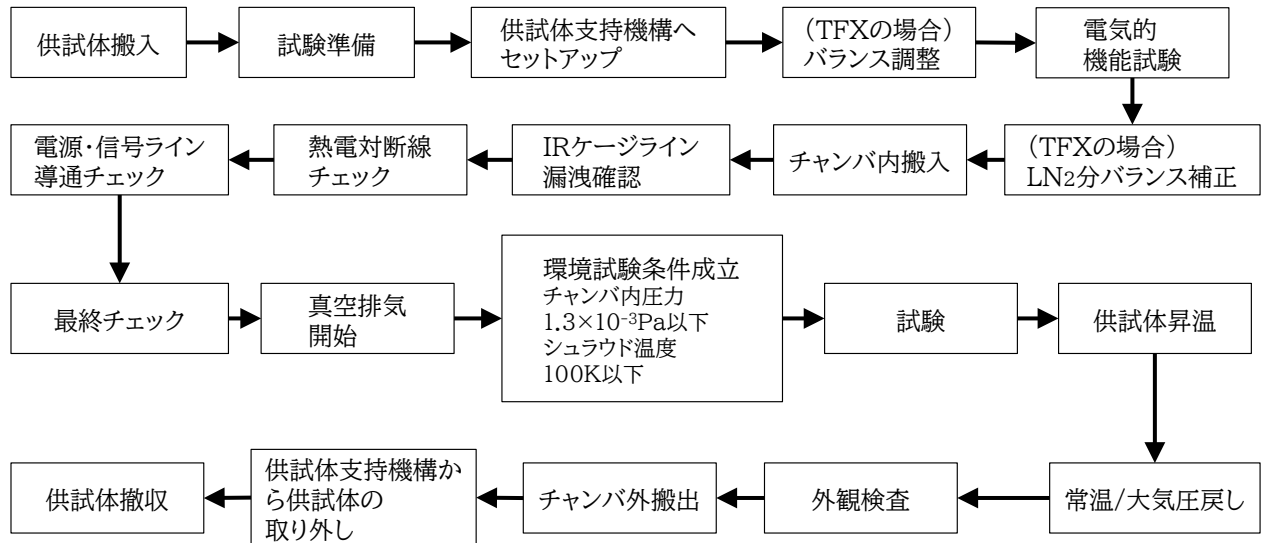 供試体搬入
試験準備
供試体支持機構へ
セットアップ
(TFXの場合)
バランス調整
電気的
機能試験
(TFXの場合)
LN2分バランス補正
チャンバ内搬入
IRケージライン
漏洩確認
熱電対断線
チェック
電源・信号ライン
導通チェック
最終チェック
真空排気
開始
環境試験条件成立
チャンバ内圧力
1.3×10-3Pa以下
シュラウド温度
100K以下
試験
供試体昇温
常温/大気圧戻し
外観検査
チャンバ外搬出
供試体支持機構か
ら供試体の
取り外し
供試体撤収